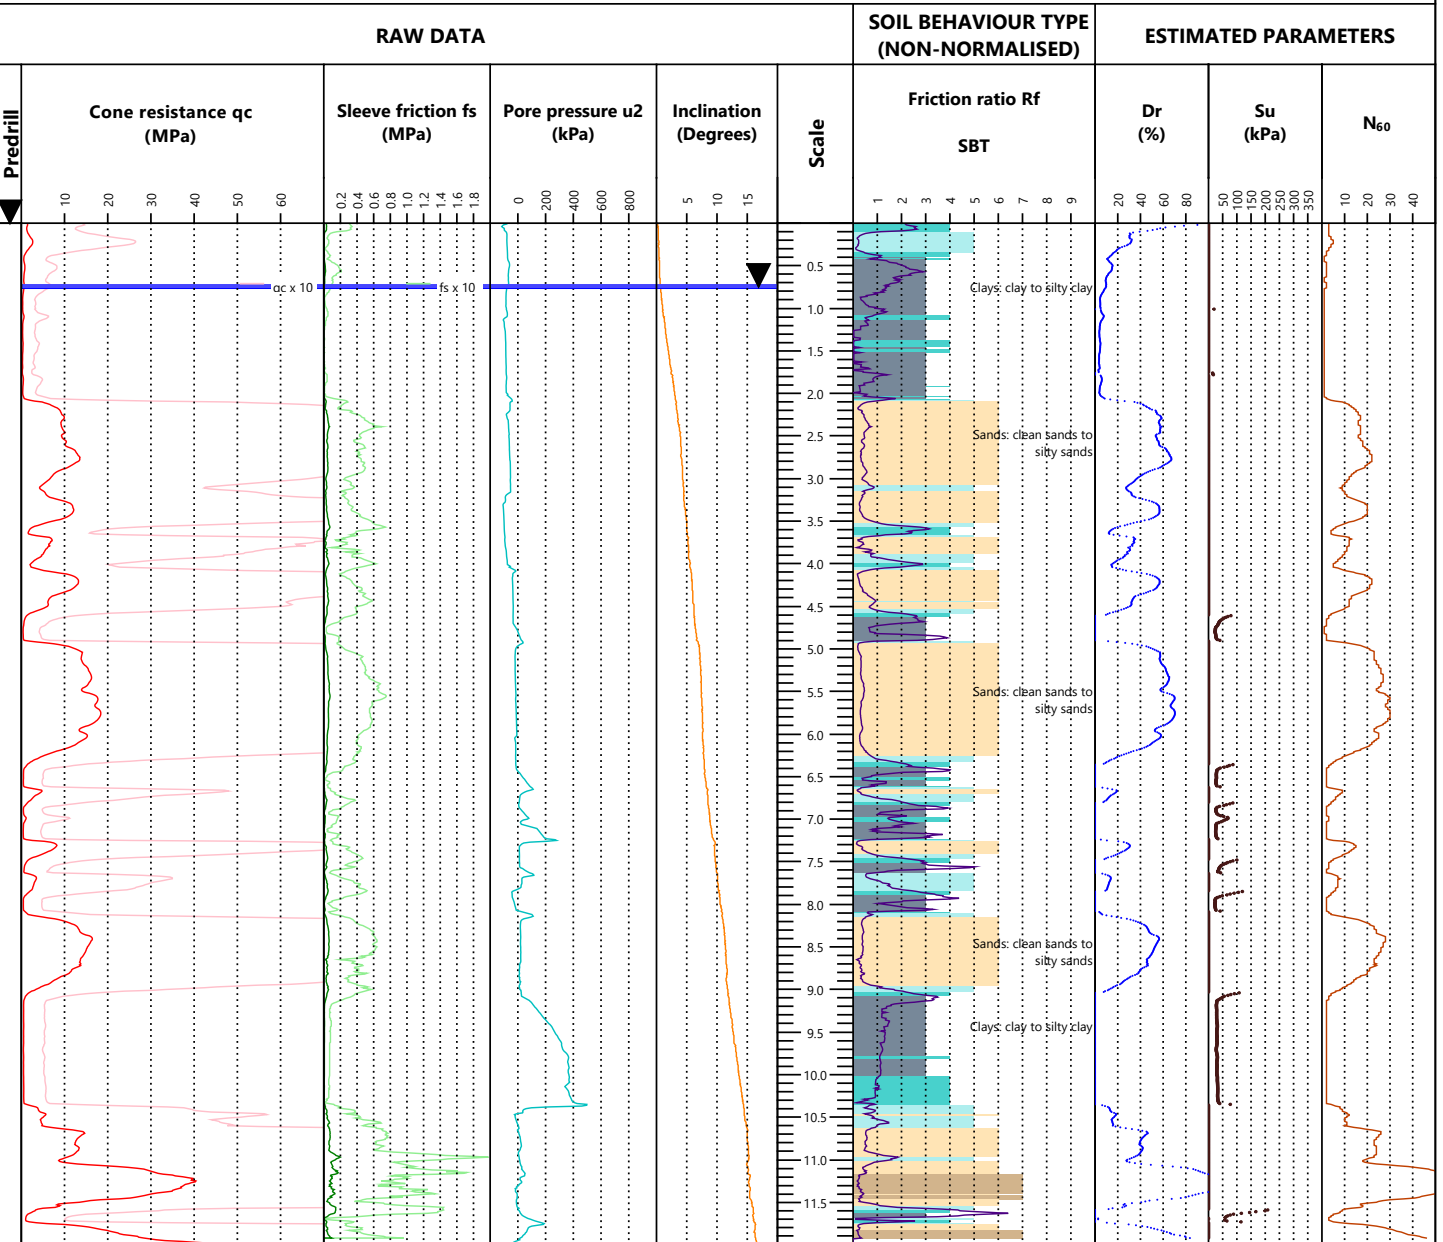 RAW DATA
SOIL BEHAVIOUR TYPE
(NON-NORMALISED)
ESTIMATED PARAMETERS
Predrill
Cone resistance qc
(MPa)
Sleeve friction fs
(MPa)
Pore pressure u2
(kPa)
Inclination
(Degrees)
Scale
Friction ratio Rf
SBT
Dr
(%)
Su
(kPa)
N60
10 20 30 40 50 60
0.2 0.4 0.6 0.8 1.0 1.2 1.4 1.6 1.8
0 200 400 600 800
5 10 15
1 2 3 4 5 6 7 8 9
20 40 60 80
50 100 150 200 250 300 350
10 20 30 40
0.5
qc x 10
fs x 10
Clays: clay to silty clay
1.0
1.5
2.0
2.5
Sands: clean sands to
silty sands
3.0
3.5
4.0
4.5
5.0
5.5
Sands: clean sands to
silty sands
6.0
6.5
7.0
7.5
8.0
8.5
Sands: clean sands to
silty sands
9.0
9.5
Clays: clay to silty clay
10.0
10.5
11.0
11.5